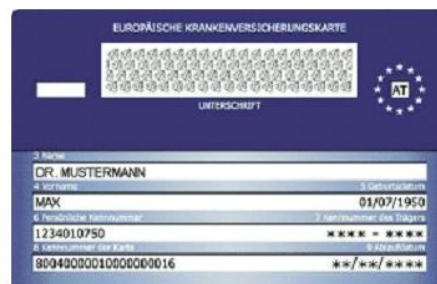 EUROPÄISCHE KRANKENVERSICHERUNGSKARTE
AT
UNTERSCHRIFT
3 Name
DR. MUSTERMANN
4 Vorname 5 Geburtsdatum
MAX 01/07/1950
6 Persönliche Kennnummer 7 Kennnummer des Trägers
1234010750 **** - ****
8 Kennnummer der Karte 9 Ablaufdatum
80040000010000000016 **/**/****